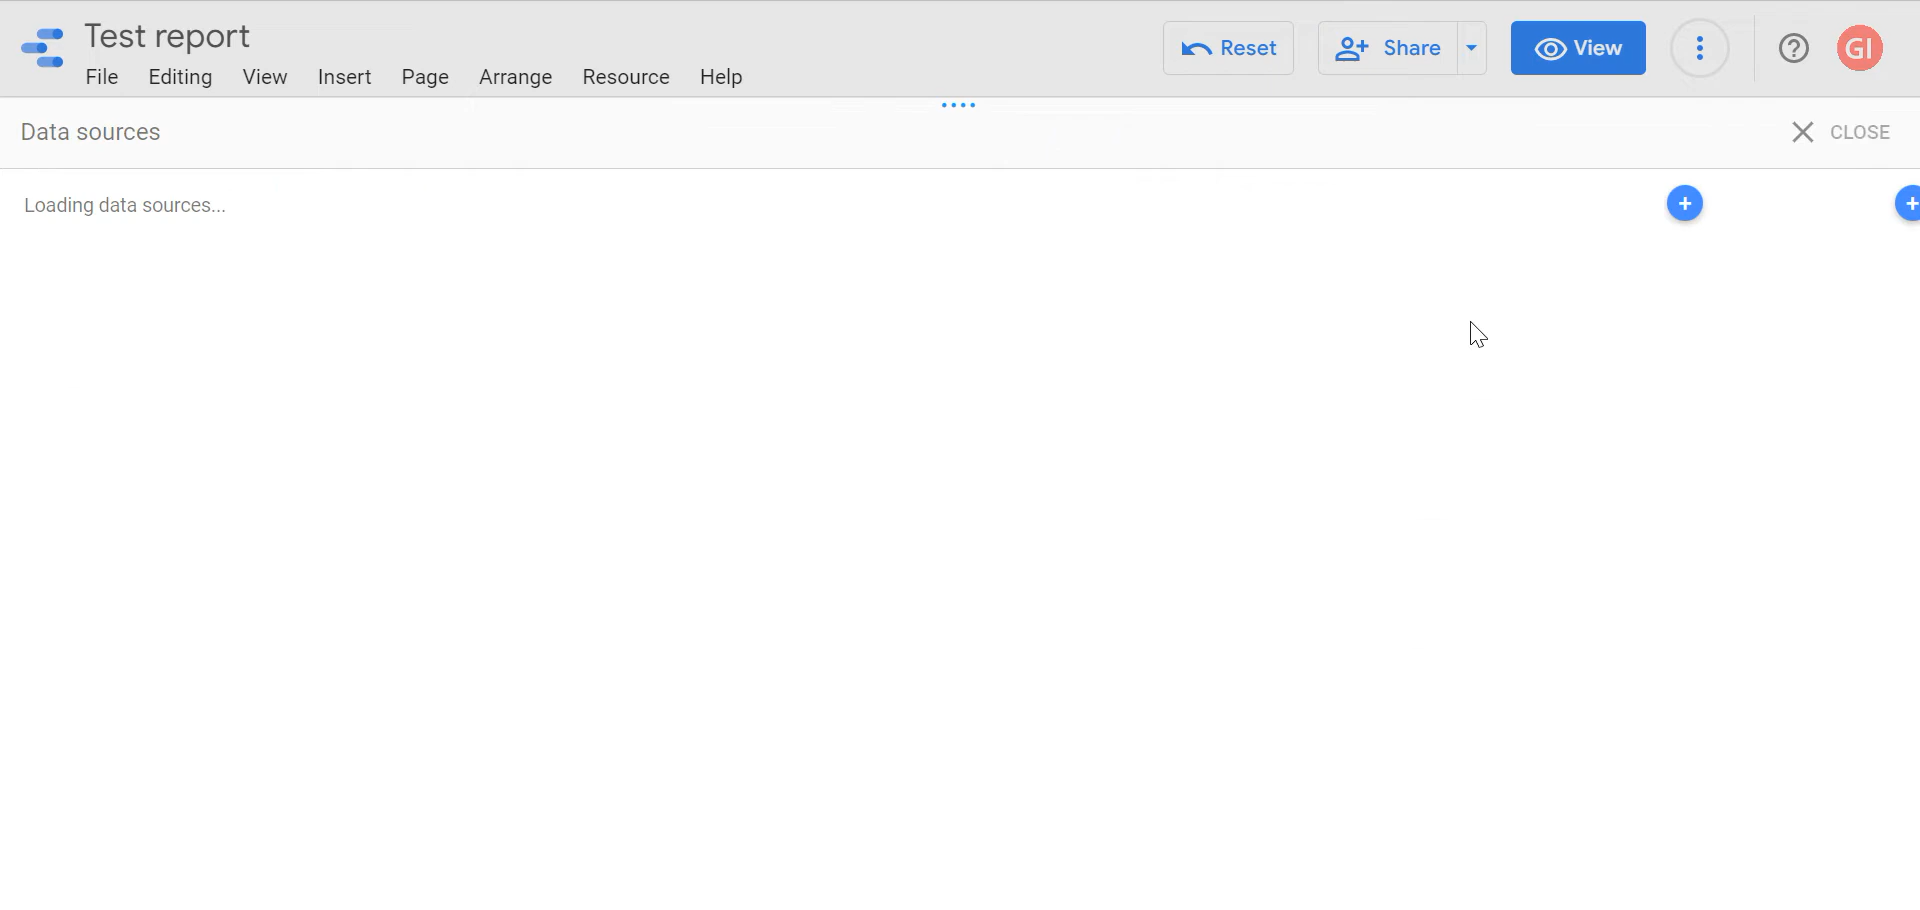 Test report
File Editing View Insert Page Arrange Resource Help
Reset Share View GI
Data sources
CLOSE
Loading data sources...